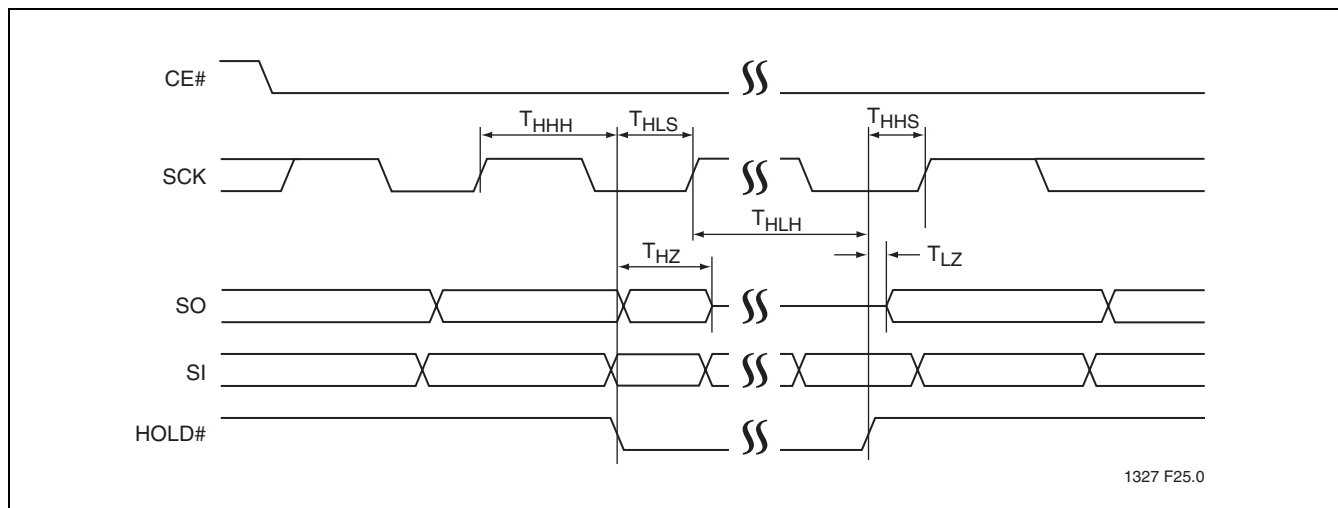 CE#
T_HHH T_HLS T_HHS
SCK
T_HLH
T_HZ T_LZ
SO
SI
HOLD#
1327 F25.0